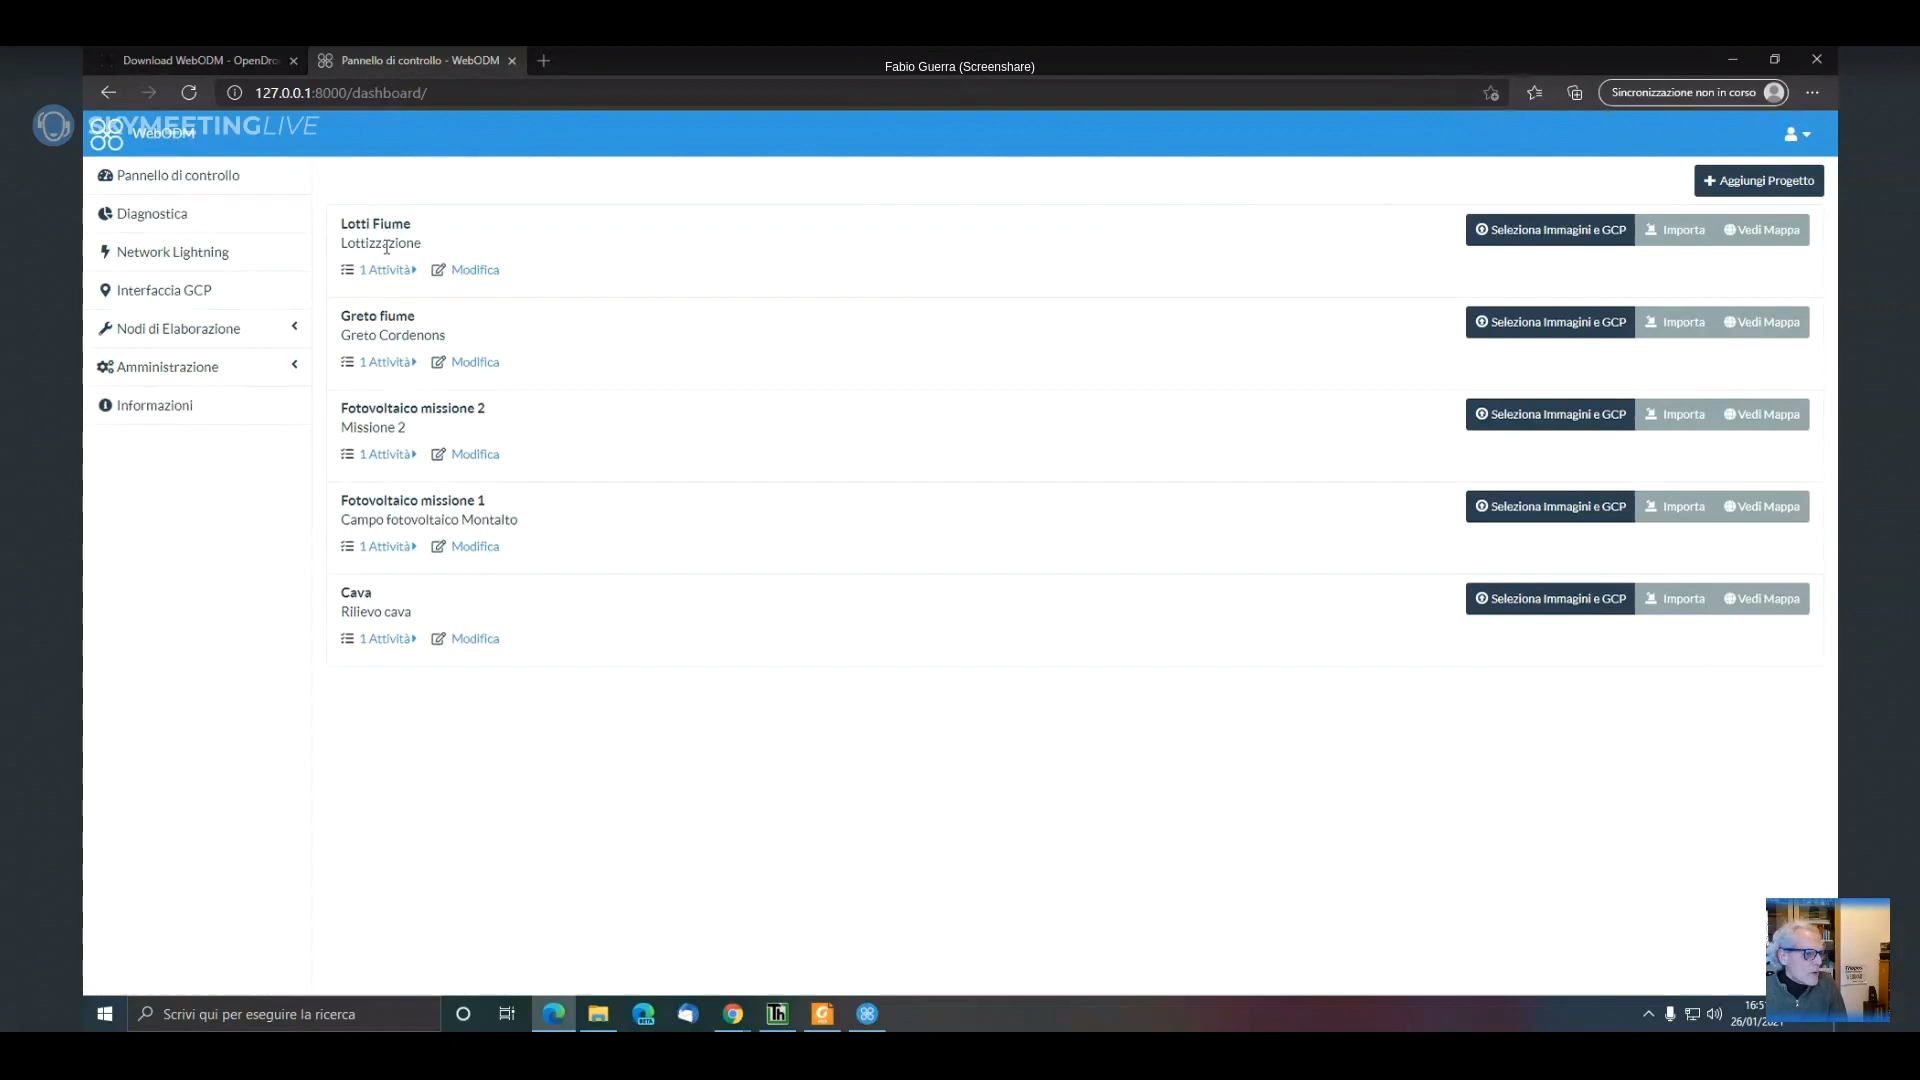 Download WebODM - OpenDro
Pannello di controllo - WebODM
Fabio Guerra (Screenshare)
127.0.0.1:8000/dashboard/
Sincronizzazione non in corso
SKYMEETINGLIVE
WebODM
Pannello di controllo
Diagnostica
Network Lightning
Interfaccia GCP
Nodi di Elaborazione
Amministrazione
Informazioni
Aggiungi Progetto
Lotti Fiume
Lottizzazione
1 Attività Modifica
Seleziona Immagini e GCP Importa Vedi Mappa
Greto fiume
Greto Cordenons
1 Attività Modifica
Seleziona Immagini e GCP Importa Vedi Mappa
Fotovoltaico missione 2
Missione 2
1 Attività Modifica
Seleziona Immagini e GCP Importa Vedi Mappa
Fotovoltaico missione 1
Campo fotovoltaico Montalto
1 Attività Modifica
Seleziona Immagini e GCP Importa Vedi Mappa
Cava
Rilievo cava
1 Attività Modifica
Seleziona Immagini e GCP Importa Vedi Mappa
Scrivi qui per eseguire la ricerca
Th